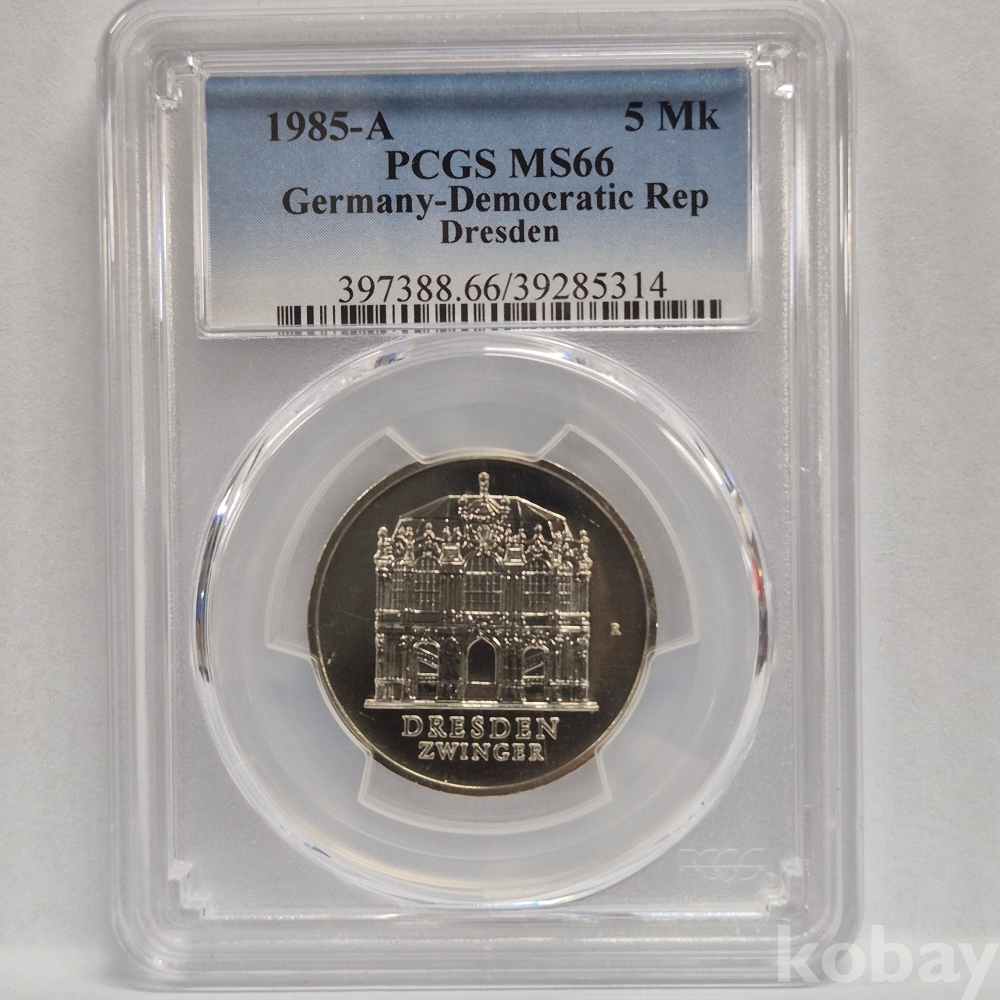 1985-A 5 Mk
PCGS MS66
Germany-Democratic Rep
Dresden
397388.66/39285314
R
DRESDEN
ZWINGER
PCGS
kobay